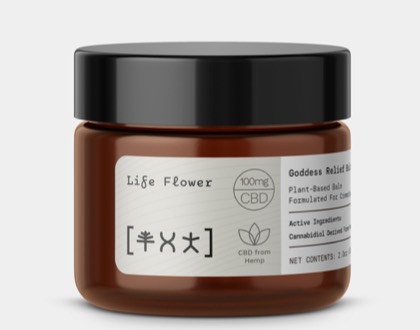 Life Flower
100mg
CBD
CBD from
Hemp
Goddess Relief
Plant-Based Balm
Formulated For
Active Ingredients:
Cannabidiol Derived
NET CONTENTS: